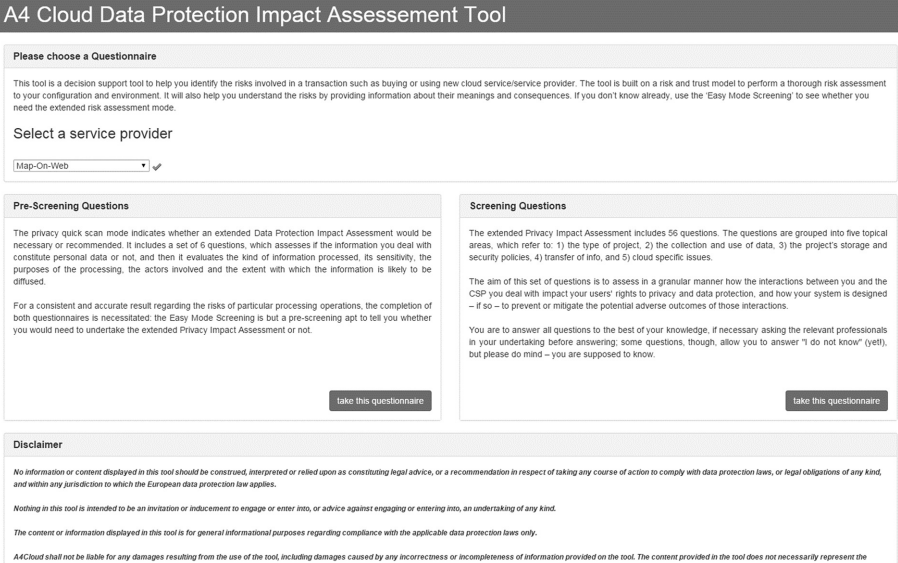 A4 Cloud Data Protection Impact Assessement Tool
Please choose a Questionnaire
This tool is a decision support tool to help you identify the risks involved in a transaction such as buying or using new cloud service/service provider. The tool is built on a risk and trust model to perform a thorough risk assessment
to your configuration and environment. It will also help you understand the risks by providing information about their meanings and consequences. If you don't know already, use the 'Easy Mode Screening' to see whether you
need the extended risk assessment mode.
Select a service provider
Map-On-Web
Pre-Screening Questions
The privacy quick scan mode indicates whether an extended Data Protection Impact Assessment would be
necessary or recommended. It includes a set of 6 questions, which assesses if the information you deal with
constitute personal data or not, and then it evaluates the kind of information processed, its sensitivity, the
purposes of the processing, the actors involved and the extent with which the information is likely to be
diffused.
For a consistent and accurate result regarding the risks of particular processing operations, the completion of
both questionnaires is necessitated: the Easy Mode Screening is but a pre-screening apt to tell you whether
you would need to undertake the extended Privacy Impact Assessment or not.
take this questionnaire
Screening Questions
The extended Privacy Impact Assessment includes 56 questions. The questions are grouped into five topical
areas, which refer to: 1) the type of project, 2) the collection and use of data, 3) the project's storage and
security policies, 4) transfer of info, and 5) cloud specific issues.
The aim of this set of questions is to assess in a granular manner how the interactions between you and the
CSP you deal with impact your users' rights to privacy and data protection, and how your system is designed
– if so – to prevent or mitigate the potential adverse outcomes of those interactions.
You are to answer all questions to the best of your knowledge, if necessary asking the relevant professionals
in your undertaking before answering; some questions, though, allow you to answer "I do not know" (yet!),
but please do mind – you are supposed to know.
take this questionnaire
Disclaimer
No information or content displayed in this tool should be construed, interpreted or relied upon as constituting legal advice, or a recommendation in respect of taking any course of action to comply with data protection laws, or legal obligations of any kind,
and within any jurisdiction to which the European data protection law applies.
Nothing in this tool is intended to be an invitation or inducement to engage or enter into, or advice against engaging or entering into, an undertaking of any kind.
The content or information displayed in this tool is for general informational purposes regarding compliance with the applicable data protection laws only.
A4Cloud shall not be liable for any damages resulting from the use of the tool, including damages caused by any incorrectness or incompleteness of information provided on the tool. The content provided in the tool does not necessarily represent the